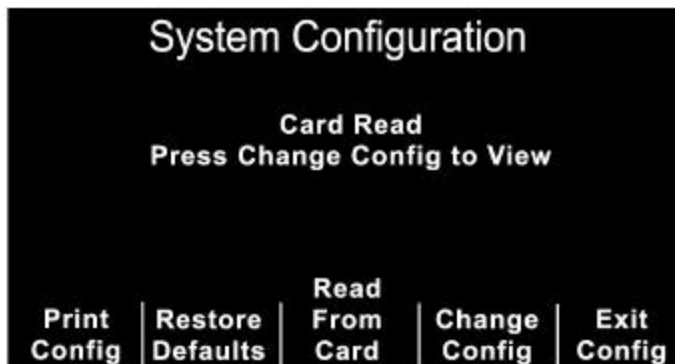 System Configuration
Card Read
Press Change Config to View
Print Config
Restore Defaults
Read From Card
Change Config
Exit Config